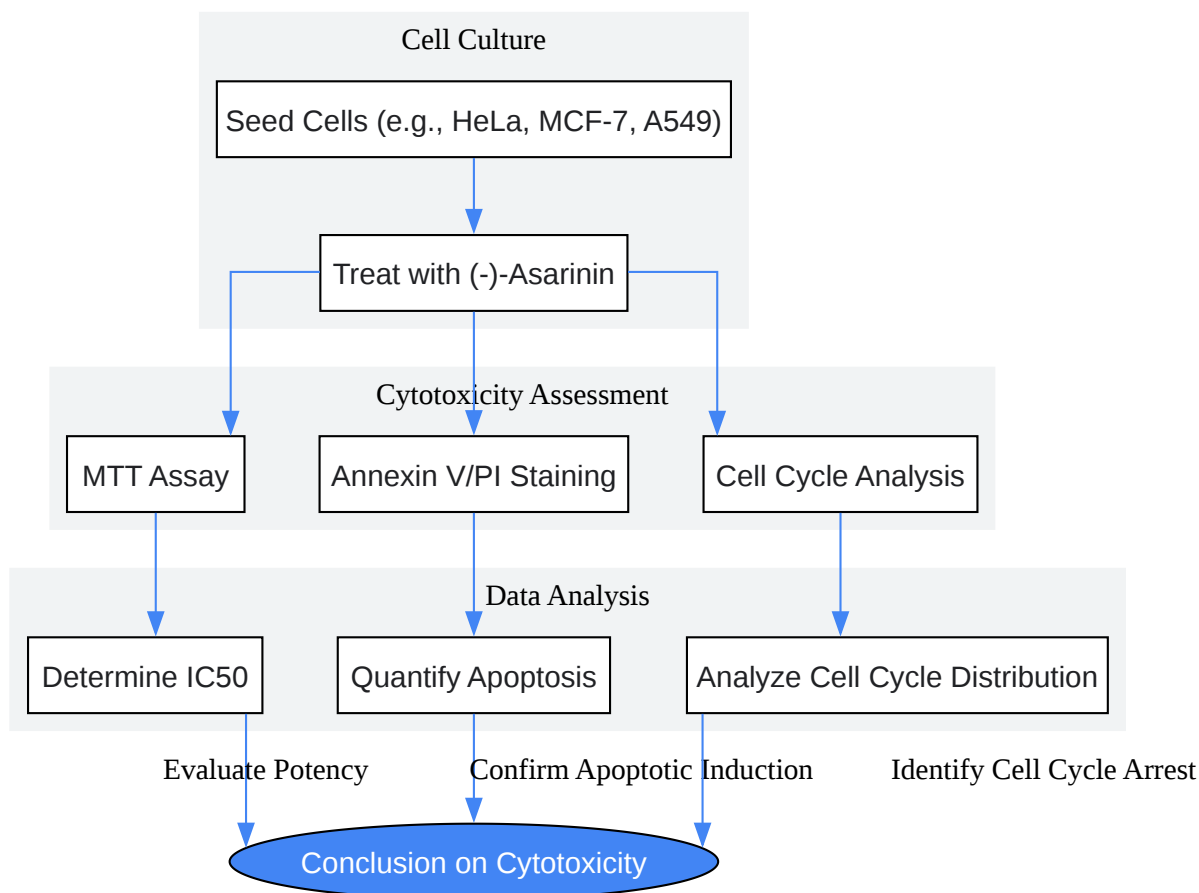 Cell Culture
Seed Cells (e.g., HeLa, MCF-7, A549)
Treat with (-)-Asarinin
Cytotoxicity Assessment
MTT Assay
Annexin V/PI Staining
Cell Cycle Analysis
Data Analysis
Determine IC50
Quantify Apoptosis
Analyze Cell Cycle Distribution
Evaluate Potency
Confirm Apoptotic Induction
Identify Cell Cycle Arrest
Conclusion on Cytotoxicity